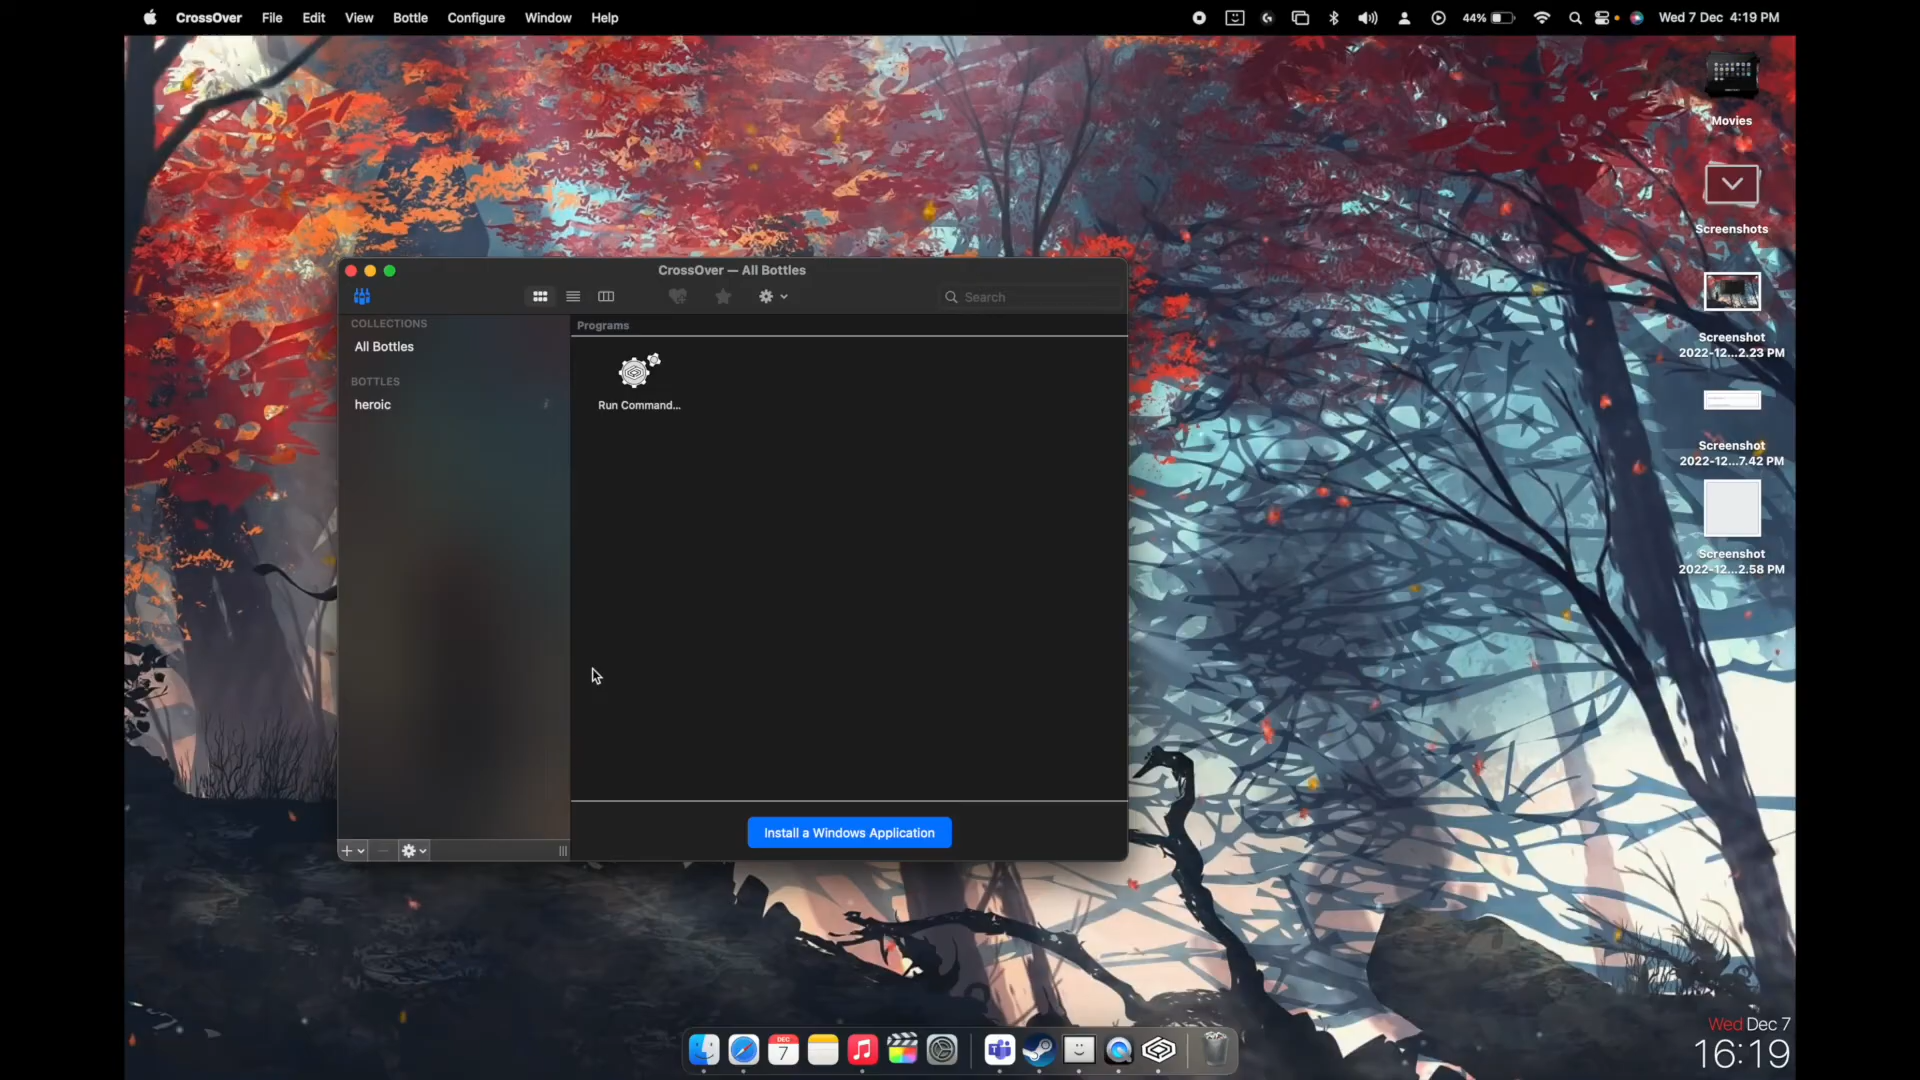 CrossOver File Edit View Bottle Configure Window Help 44% Wed 7 Dec 4:19 PM
Movies
Screenshots
Screenshot
2022-12...2.23 PM
Screenshot
2022-12...7.42 PM
Screenshot
2022-12...2.58 PM
CrossOver — All Bottles
Search
COLLECTIONS
All Bottles
BOTTLES
heroic
Programs
Run Command...
Install a Windows Application
DEC
7
Wed Dec 7
16:19